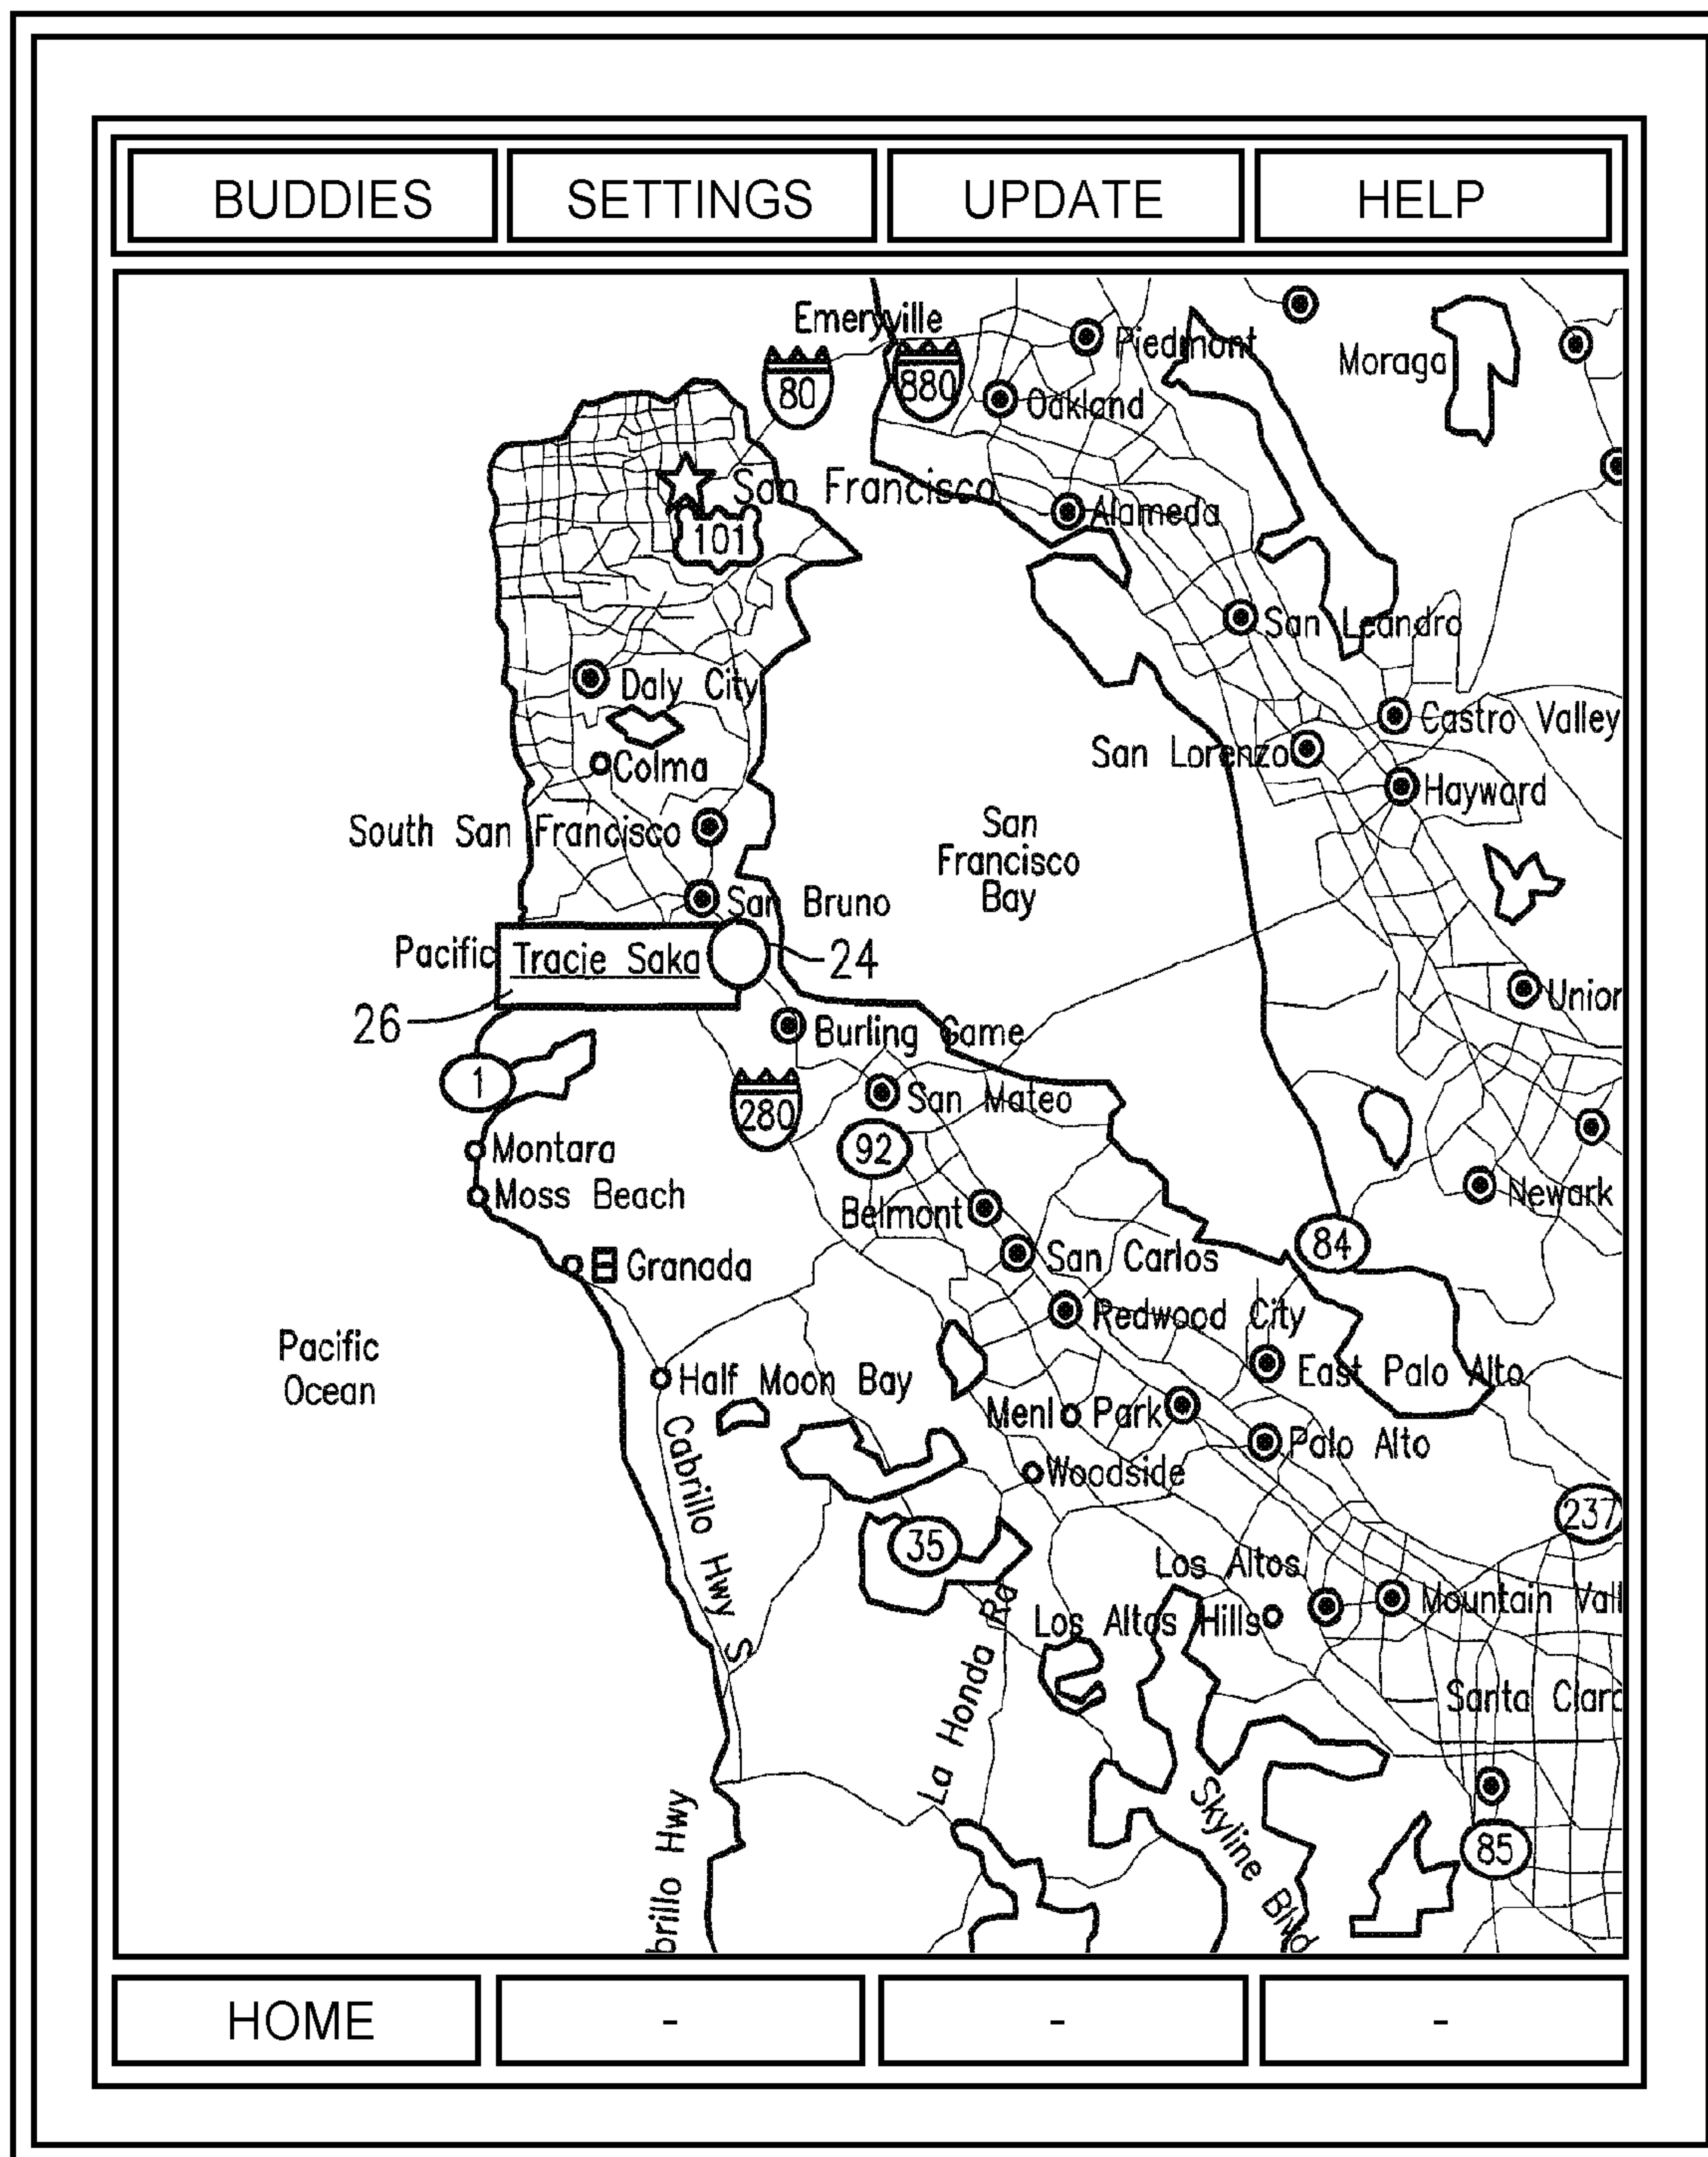 BUDDIES SETTINGS UPDATE HELP
Emeryville
Piedmont
Moraga
80
880
Oakland
San Francisco
Alameda
101
San Leandro
Daly City
Castro Valley
San Lorenzo
Colma
Hayward
South San Francisco
San
Francisco
Bay
San Bruno
Pacific
Tracie Saka
24
Union
26
Burling Game
1
San Mateo
280
92
Montara
Moss Beach
Newark
Belmont
84
San Carlos
Granada
Redwood City
Pacific
Ocean
East Palo Alto
Half Moon Bay
Menlo Park
Palo Alto
Woodside
Cabrillo Hwy S
237
35
Los Altos
Mountain Vall
Los Altos Hills
La Honda Rd
Santa Clara
Skyline Blvd
85
brillo Hwy
HOME - - -